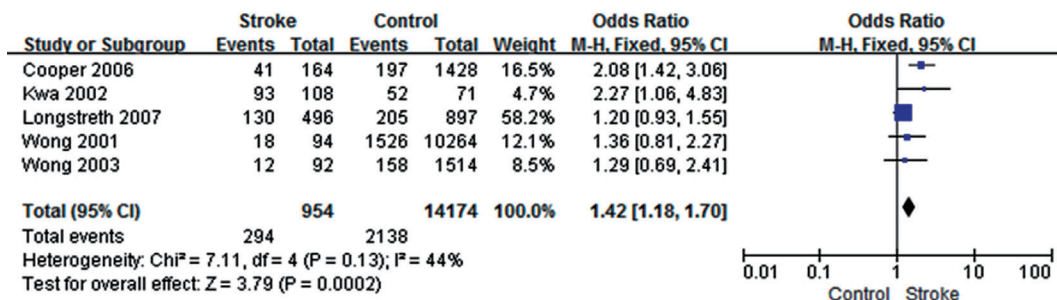 Stroke Control Odds Ratio Odds Ratio
Study or Subgroup Events Total Events Total Weight M-H, Fixed, 95% CI M-H, Fixed, 95% CI
Cooper 2006 41 164 197 1428 16.5% 2.08 [1.42, 3.06]
Kwa 2002 93 108 52 71 4.7% 2.27 [1.06, 4.83]
Longstreth 2007 130 496 205 897 58.2% 1.20 [0.93, 1.55]
Wong 2001 18 94 1526 10264 12.1% 1.36 [0.81, 2.27]
Wong 2003 12 92 158 1514 8.5% 1.29 [0.69, 2.41]
Total (95% CI) 954 14174 100.0% 1.42 [1.18, 1.70]
Total events 294 2138
Heterogeneity: Chi² = 7.11, df = 4 (P = 0.13); I² = 44%
Test for overall effect: Z = 3.79 (P = 0.0002)
0.01 0.1 1 10 100
Control Stroke